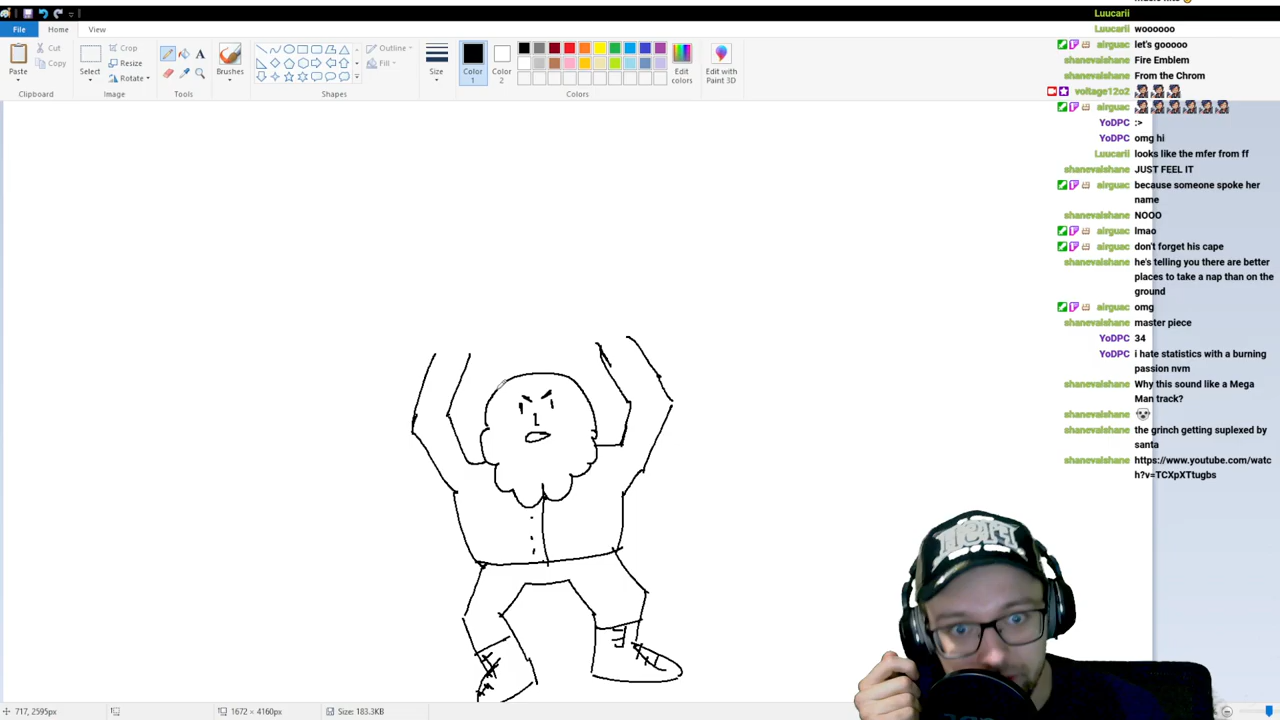 Luucarii
File Home View
Luucarii woooooo
Cut
Crop
Outline
airguac let's gooooo
Copy
Resize
Fill
shanevalshane Fire Emblem
Paste Select Rotate Brushes Size Color 1 Color 2 Edit colors Edit with Paint 3D
shanevalshane From the Chrom
Clipboard Image Tools Shapes Colors
voltage12o2
airguac
YoDPC :>
YoDPC omg hi
Luucarii looks like the mfer from ff
shanevalshane JUST FEEL IT
airguac because someone spoke her
name
shanevalshane NOOO
airguac lmao
airguac don't forget his cape
shanevalshane he's telling you there are better
places to take a nap than on the
ground
airguac omg
shanevalshane master piece
YoDPC 34
YoDPC i hate statistics with a burning
passion nvm
shanevalshane Why this sound like a Mega
Man track?
shanevalshane
shanevalshane the grinch getting suplexed by
santa
shanevalshane https://www.youtube.com/watc
h?v=TCXpXTtugbs
717, 2595px 1672 × 4160px Size: 183.3KB